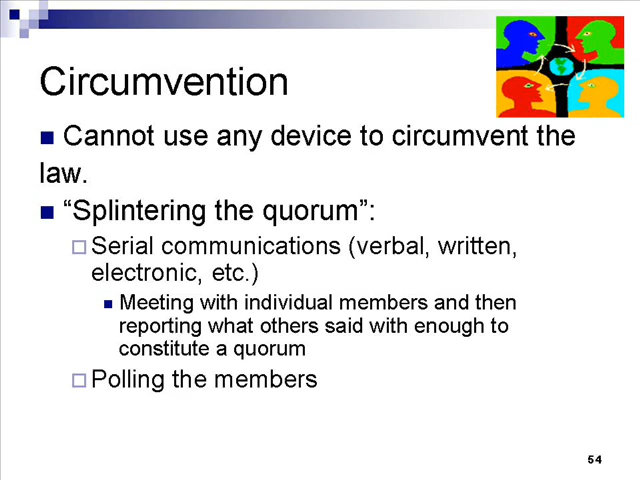 Circumvention
Cannot use any device to circumvent the
law.
“Splintering the quorum”:
Serial communications (verbal, written,
electronic, etc.)
Meeting with individual members and then
reporting what others said with enough to
constitute a quorum
Polling the members
54